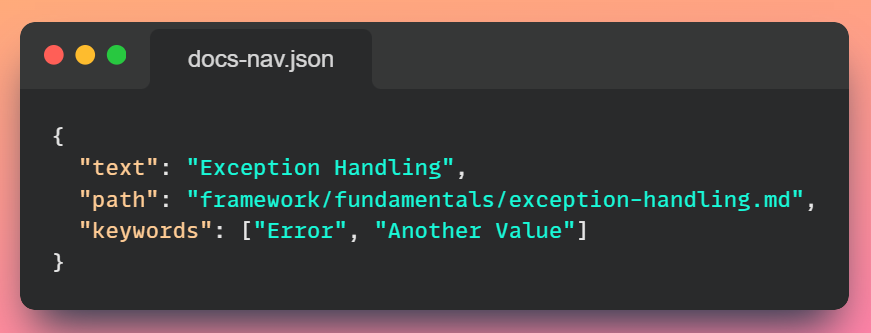 docs-nav.json
{
  "text": "Exception Handling",
  "path": "framework/fundamentals/exception-handling.md",
  "keywords": ["Error", "Another Value"]
}